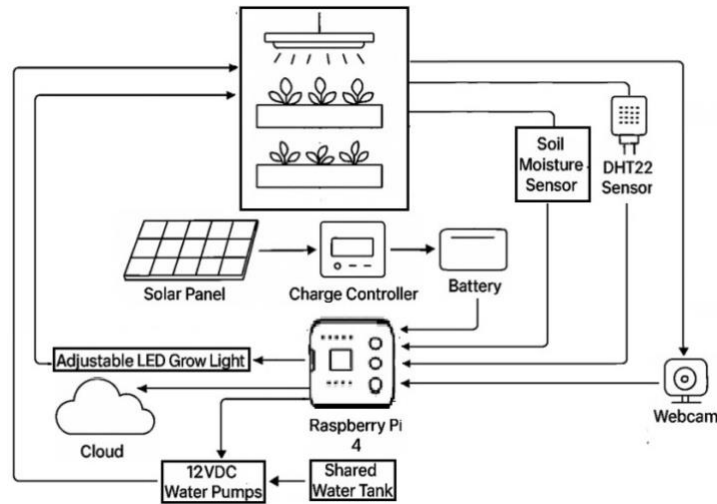 Soil
Moisture
Sensor
DHT22
Sensor
Solar Panel
Charge Controller
Battery
Adjustable LED Grow Light
Cloud
Raspberry Pi
4
Webcam
12VDC
Water Pumps
Shared
Water Tank